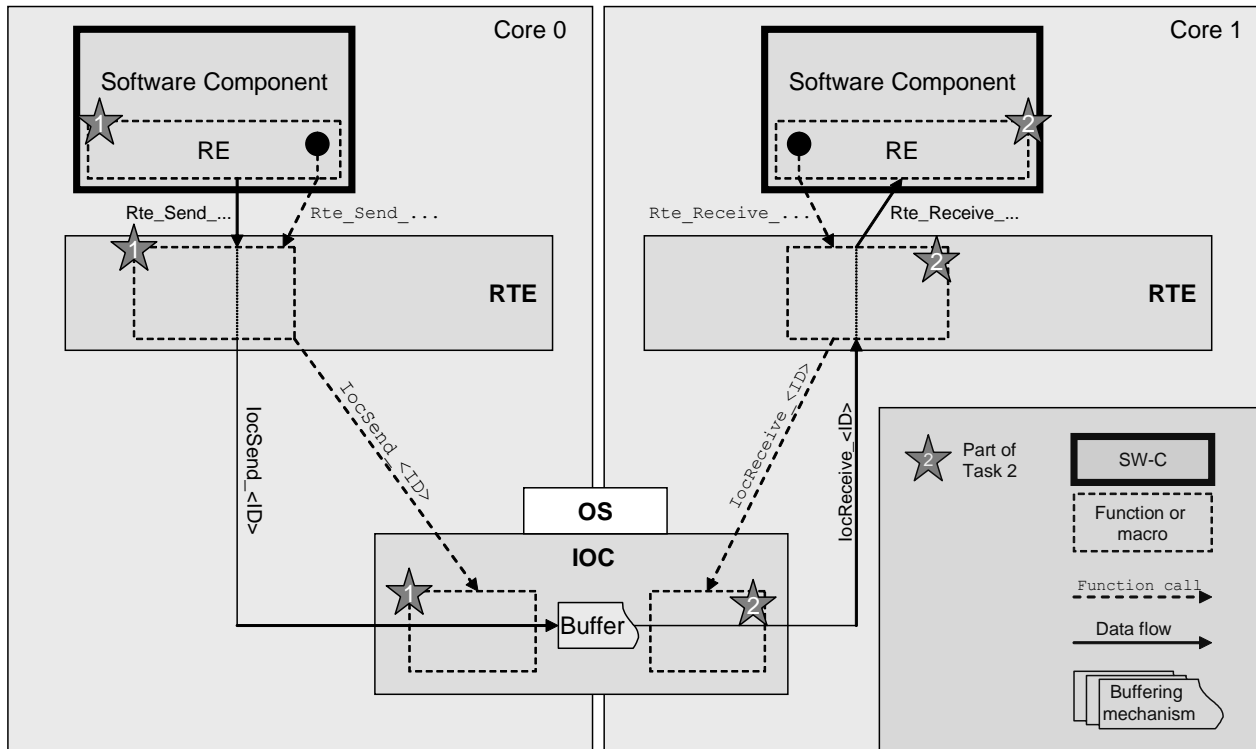 Core 0
Core 1
Software Component
1
RE
Software Component
2
RE
Rte_Send_...
Rte_Send_...
Rte_Receive_...
Rte_Receive_...
1
RTE
2
RTE
IocSend_<ID>
IocSend_<ID>
IocReceive_<ID>
IocReceive_<ID>
OS
IOC
1
Buffer
2
2
Part of
Task 2
SW-C
Function or
macro
Function call
Data flow
Buffering
mechanism